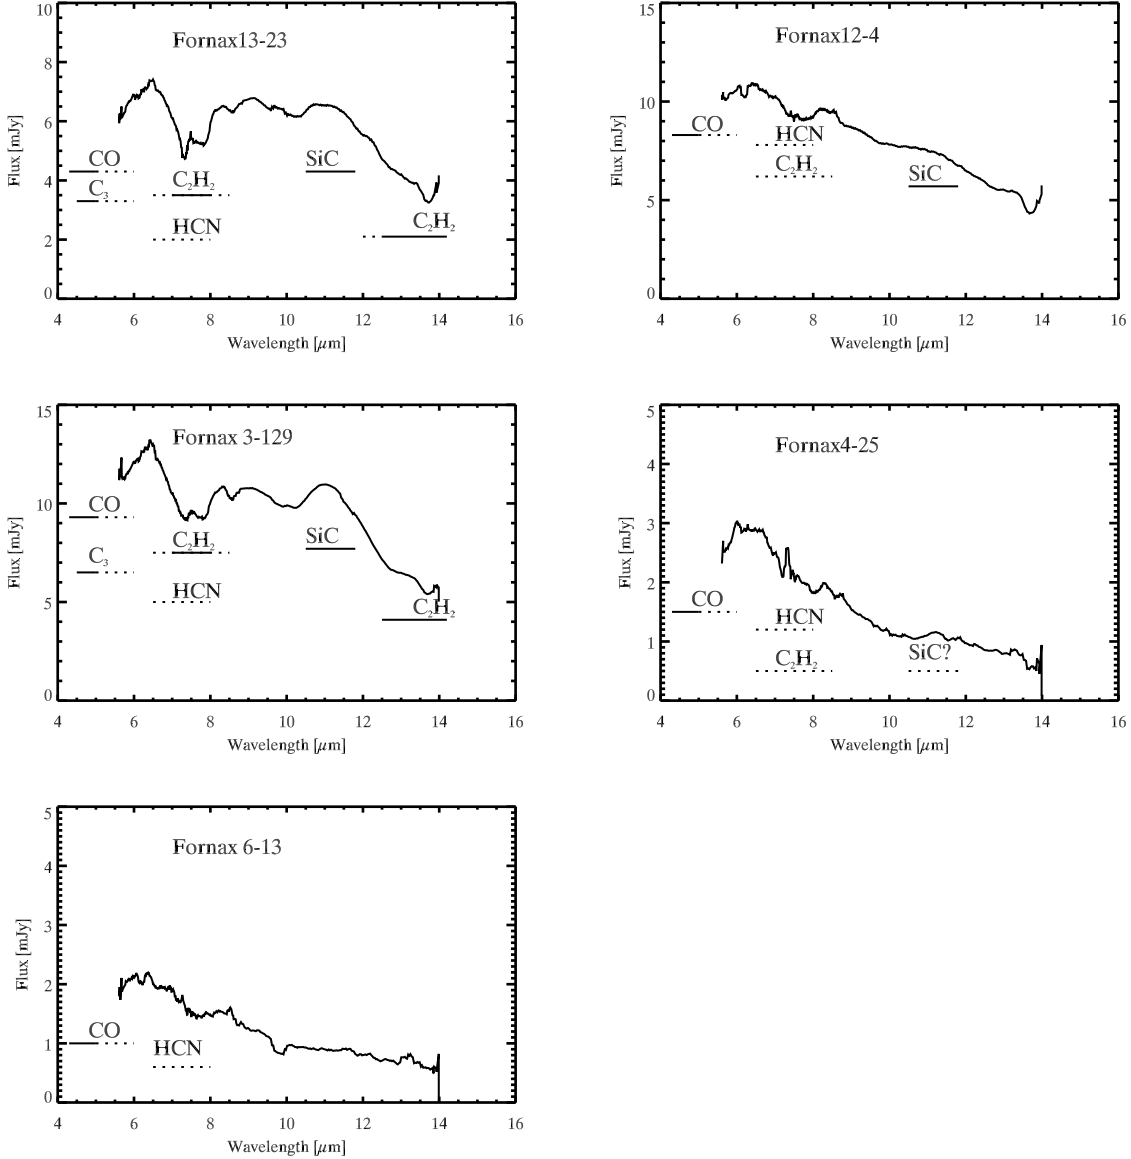 10
8
6
4
2
0
Flux [mJy]
Fornax13-23
CO
C₃
C₂H₂
HCN
SiC
C₂H₂
4 6 8 10 12 14 16
Wavelength [μm]
15
10
5
0
Flux [mJy]
Fornax12-4
CO
HCN
C₂H₂
SiC
4 6 8 10 12 14 16
Wavelength [μm]
15
10
5
0
Flux [mJy]
Fornax 3-129
CO
C₃
C₂H₂
HCN
SiC
C₂H₂
4 6 8 10 12 14 16
Wavelength [μm]
5
4
3
2
1
0
Flux [mJy]
Fornax4-25
CO
HCN
C₂H₂
SiC?
4 6 8 10 12 14 16
Wavelength [μm]
5
4
3
2
1
0
Flux [mJy]
Fornax 6-13
CO
HCN
4 6 8 10 12 14 16
Wavelength [μm]